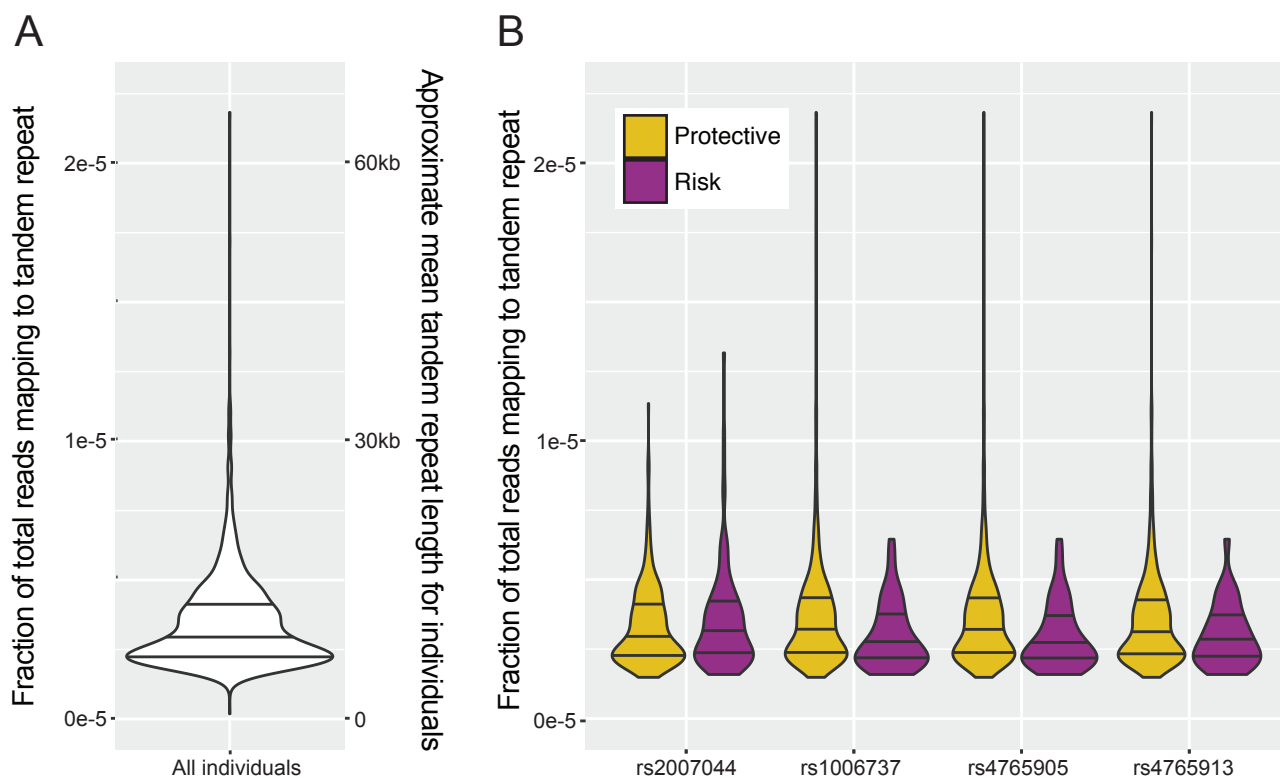 A
Fraction of total reads mapping to tandem repeat
2e-5
1e-5
0e-5
All individuals
60kb
30kb
0
Approximate mean tandem repeat length for individuals
B
Fraction of total reads mapping to tandem repeat
2e-5
1e-5
0e-5
Protective
Risk
rs2007044
rs1006737
rs4765905
rs4765913